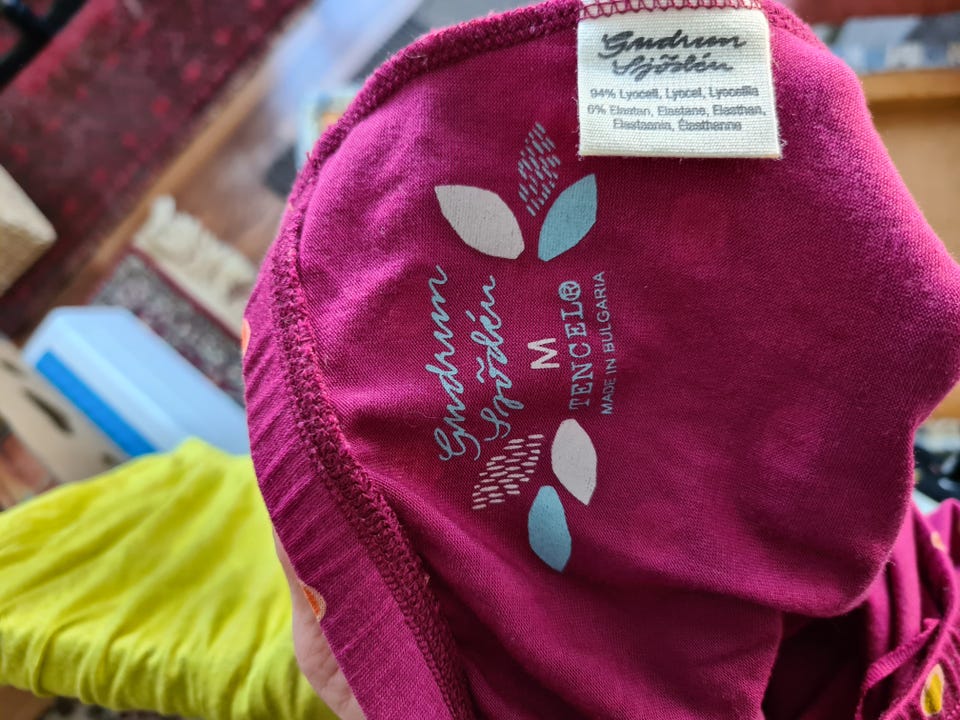 Gudrun
Sjödén
94% Lyocell, Lyocel, Lyocellia
6% Elastan, Elastane, Elasthan,
Elastaania, Élasthanne
Gudrun
Sjödén
M
TENCEL®
MADE IN BULGARIA